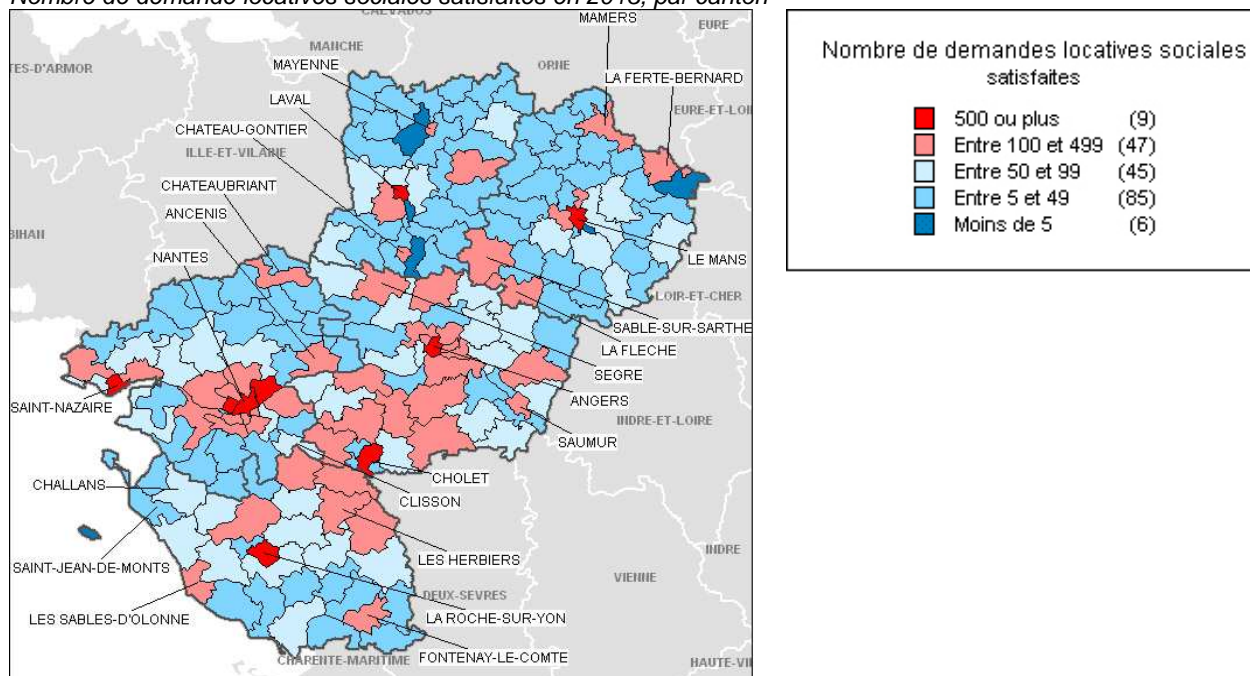 Nombre de demande locatives sociales satisfaites en 2013, par canton
CALVADOS
MAMERS
EURE
MANCHE
MAYENNE
ORNE
TES-D'ARMOR
LA FERTE-BERNARD
LAVAL
EURE-ET-LOI
CHATEAU-GONTIER
ILLE-ET-VILAINE
CHATEAUBRIANT
ANCENIS
BIHAN
NANTES
LE MANS
LOIR-ET-CHER
SABLE-SUR-SARTHE
LA FLECHE
SEGRE
SAINT-NAZAIRE
ANGERS
INDRE-ET-LOIRE
SAUMUR
CHOLET
CHALLANS
CLISSON
LES HERBIERS
INDRE
SAINT-JEAN-DE-MONTS
VIENNE
DEUX-SEVRES
LES SABLES-D'OLONNE
LA ROCHE-SUR-YON
CHARENTE-MARITIME
FONTENAY-LE-COMTE
HAUTE-VI
Nombre de demandes locatives sociales
satisfaites
500 ou plus (9)
Entre 100 et 499 (47)
Entre 50 et 99 (45)
Entre 5 et 49 (85)
Moins de 5 (6)